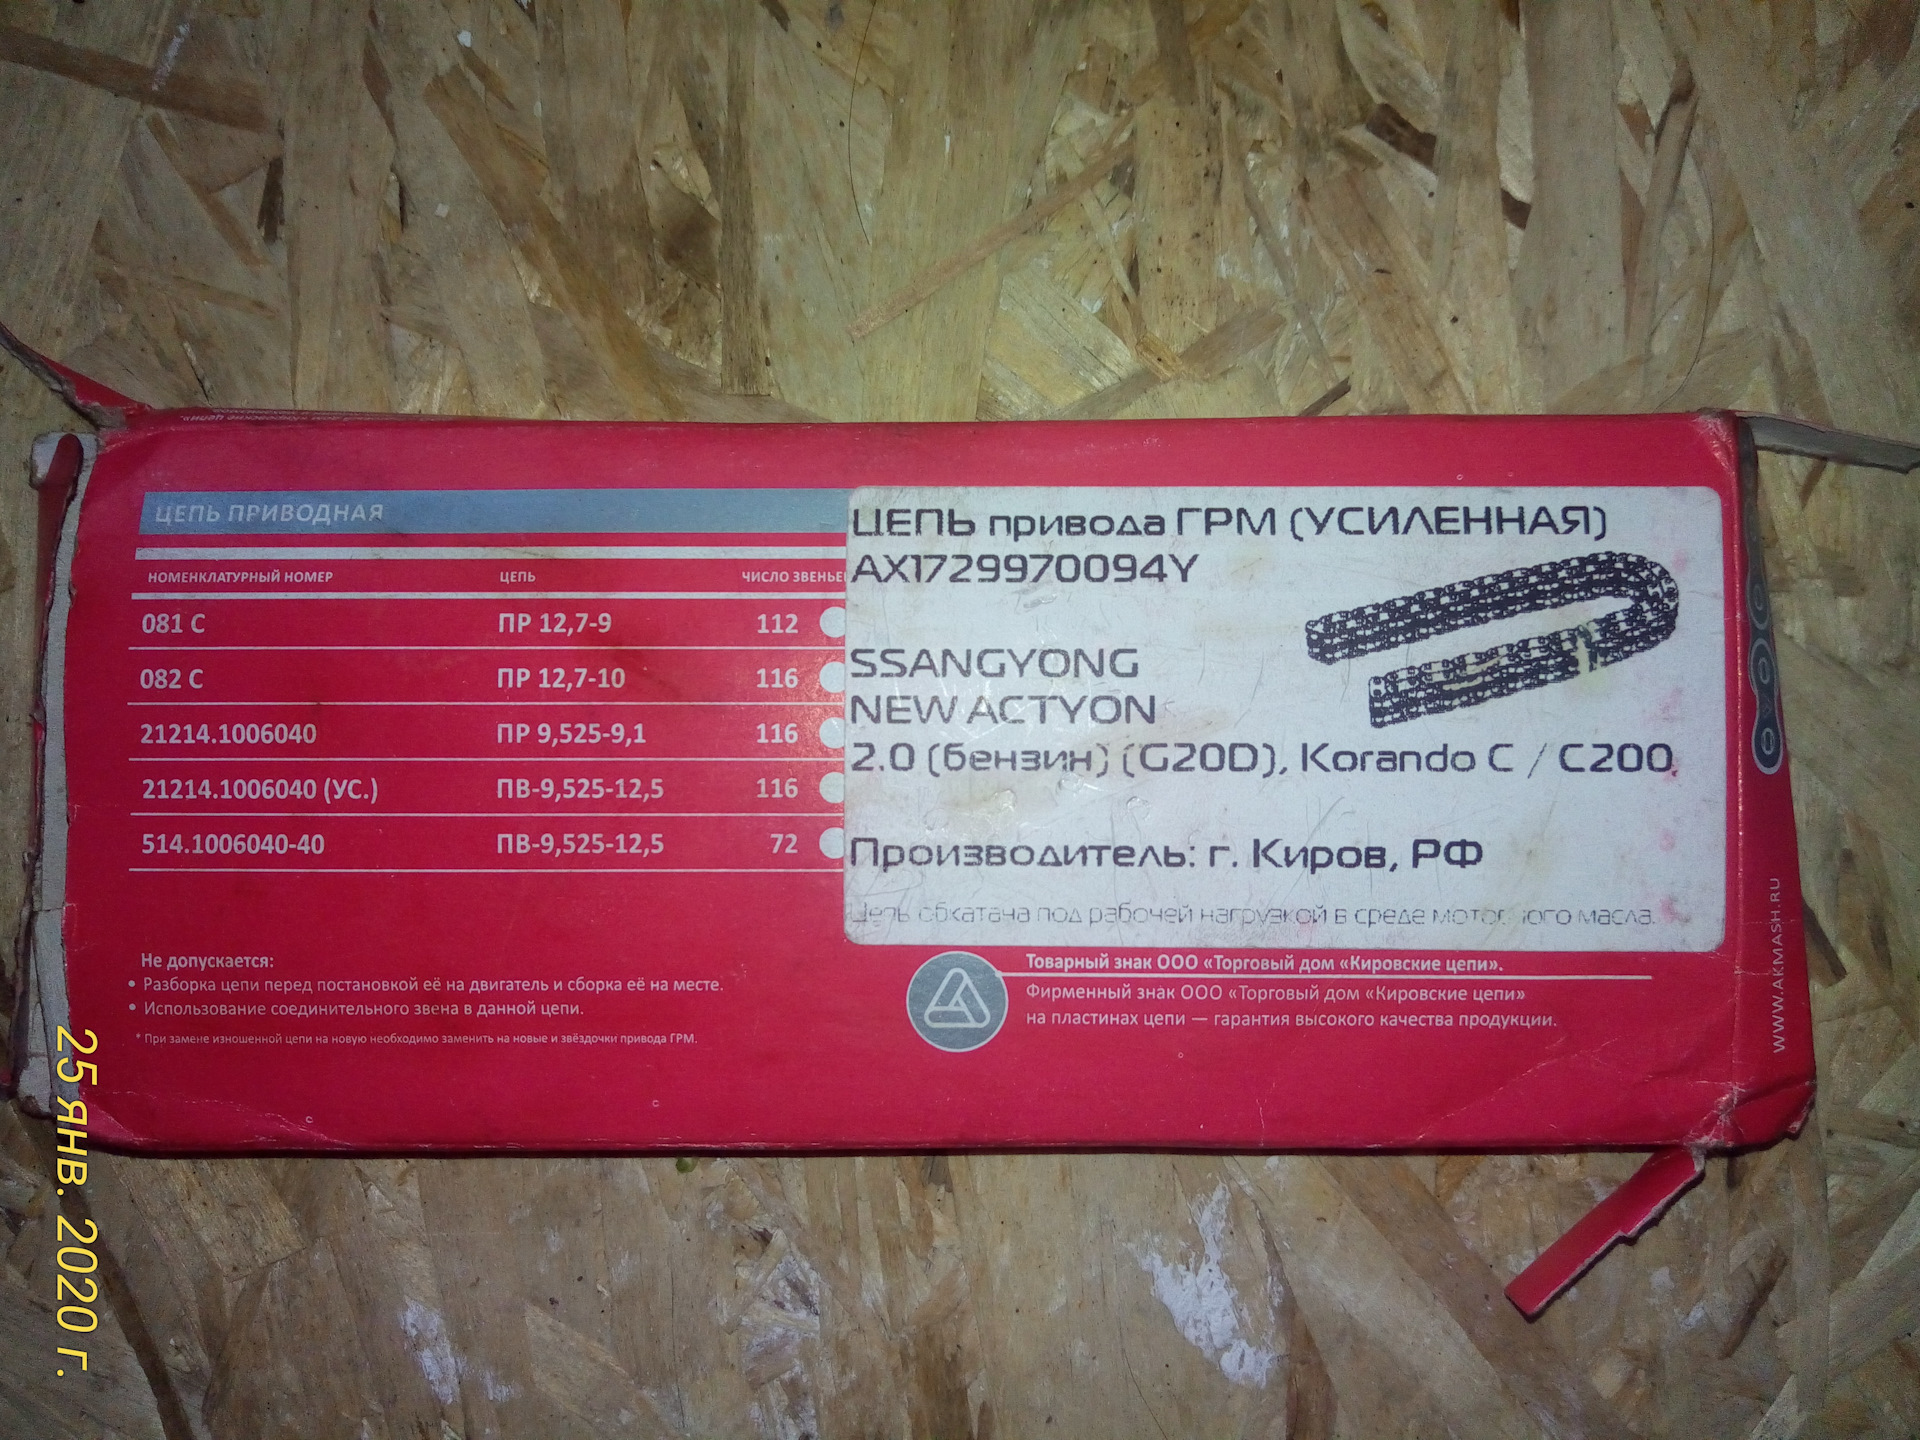 ЦЕПЬ ПРИВОДНАЯ
НОМЕНКЛАТУРНЫЙ НОМЕР ЦЕПЬ ЧИСЛО ЗВЕНЬЕ
081 С ПР 12,7-9 112
082 С ПР 12,7-10 116
21214.1006040 ПР 9,525-9,1 116
21214.1006040 (УС.) ПВ-9,525-12,5 116
514.1006040-40 ПВ-9,525-12,5 72
Не допускается:
• Разборка цепи перед постановкой её на двигатель и сборка её на месте.
• Использование соединительного звена в данной цепи.
* При замене изношенной цепи на новую необходимо заменить на новые и звёздочки привода ГРМ.
ЦЕПЬ привода ГРМ (УСИЛЕННАЯ)
AX1729970094Y
SSANGYONG
NEW ACTYON
2.0 (бензин) (G20D), Korando C / C200,
Производитель: г. Киров, РФ
Цепь обкатана под рабочей нагрузкой в среде моторного масла.
Товарный знак ООО «Торговый дом «Кировские цепи».
Фирменный знак ООО «Торговый дом «Кировские цепи»
на пластинах цепи — гарантия высокого качества продукции.
WWW.AKMASH.RU
25 янв. 2020 г.